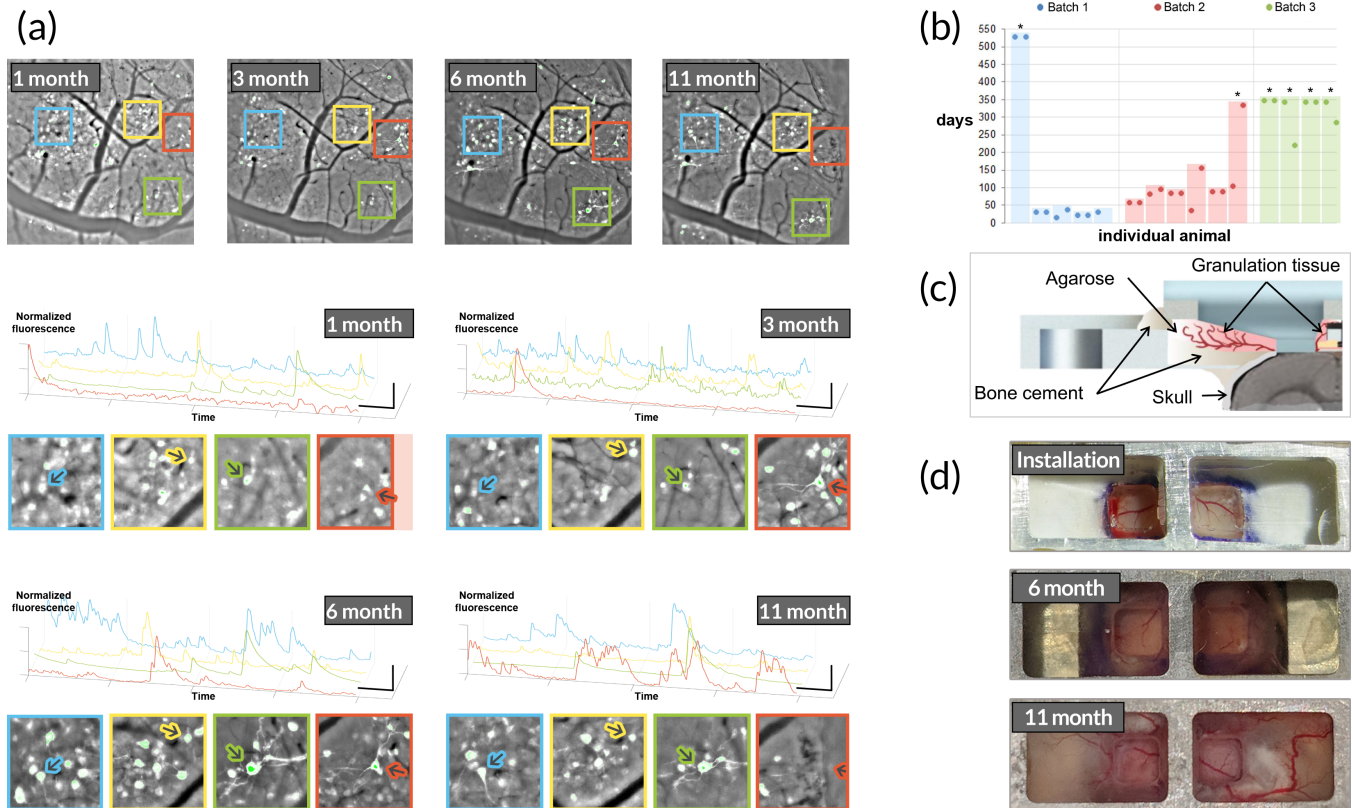 (a)
1 month
3 month
6 month
11 month
Normalized
fluorescence
1 month
Time
Normalized
fluorescence
3 month
Time
Normalized
fluorescence
6 month
Time
Normalized
fluorescence
11 month
Time
(b)
Batch 1
Batch 2
Batch 3
days
550
500
450
400
350
300
250
200
150
100
50
0
*
*
* * * *
individual animal
(c)
Agarose
Granulation tissue
Bone cement
Skull
(d)
Installation
6 month
11 month